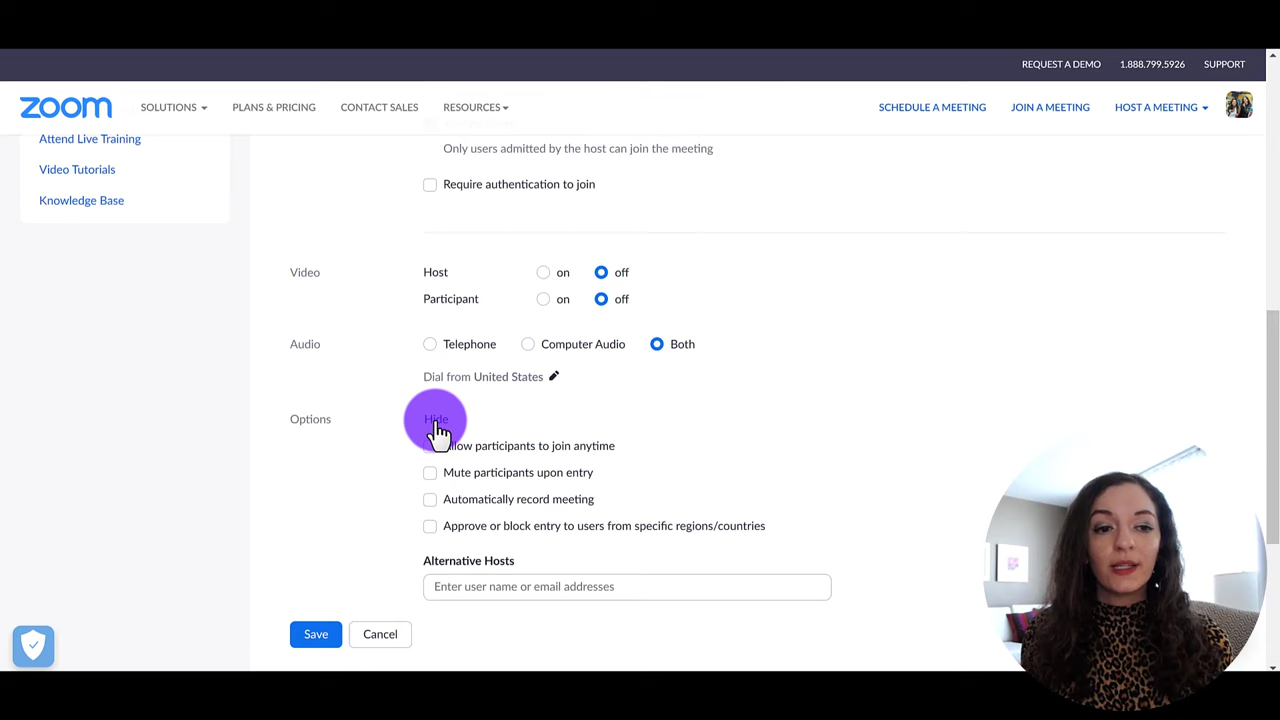 REQUEST A DEMO 1.888.799.5926 SUPPORT
zoom SOLUTIONS PLANS & PRICING CONTACT SALES RESOURCES SCHEDULE A MEETING JOIN A MEETING HOST A MEETING
Attend Live Training
Video Tutorials
Knowledge Base
Only users admitted by the host can join the meeting
Require authentication to join
Video Host on off
Participant on off
Audio Telephone Computer Audio Both
Dial from United States
Options Hide
Allow participants to join anytime
Mute participants upon entry
Automatically record meeting
Approve or block entry to users from specific regions/countries
Alternative Hosts
Enter user name or email addresses
Save Cancel